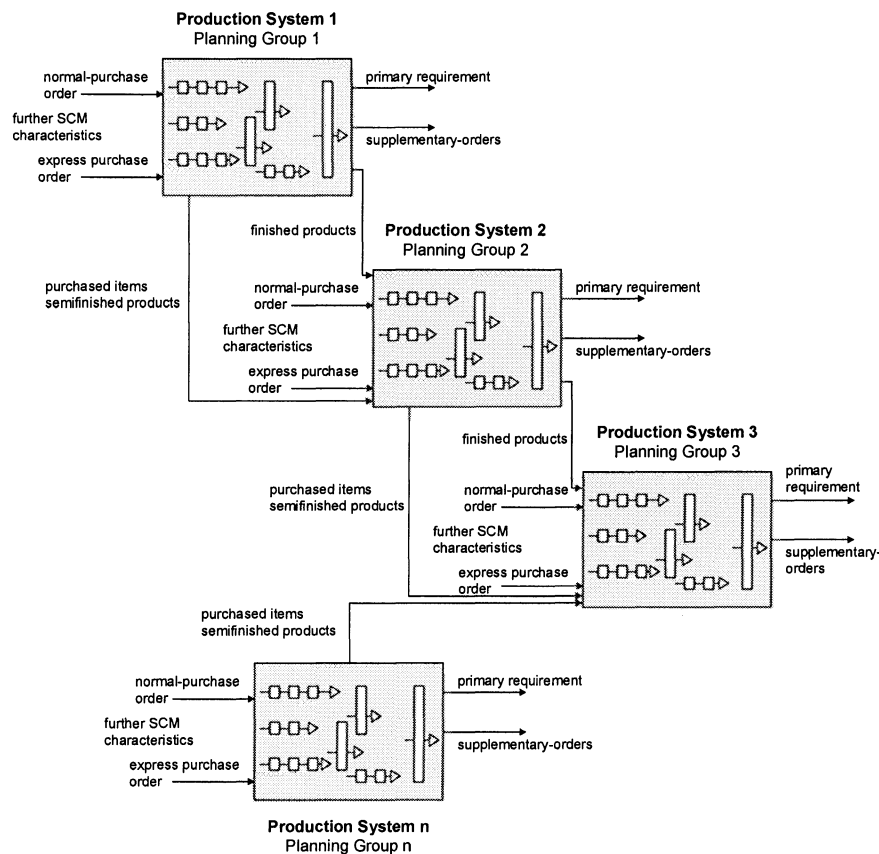 Production System 1
Planning Group 1
normal-purchase
order
further SCM
characteristics
express purchase
order
primary requirement
supplementary-orders
finished products
purchased items
semifinished products
Production System 2
Planning Group 2
normal-purchase
order
further SCM
characteristics
express purchase
order
primary requirement
supplementary-orders
finished products
purchased items
semifinished products
Production System 3
Planning Group 3
normal-purchase
order
further SCM
characteristics
express purchase
order
primary
requirement
supplementary-
orders
purchased items
semifinished products
normal-purchase
order
further SCM
characteristics
express purchase
order
primary requirement
supplementary-orders
Production System n
Planning Group n